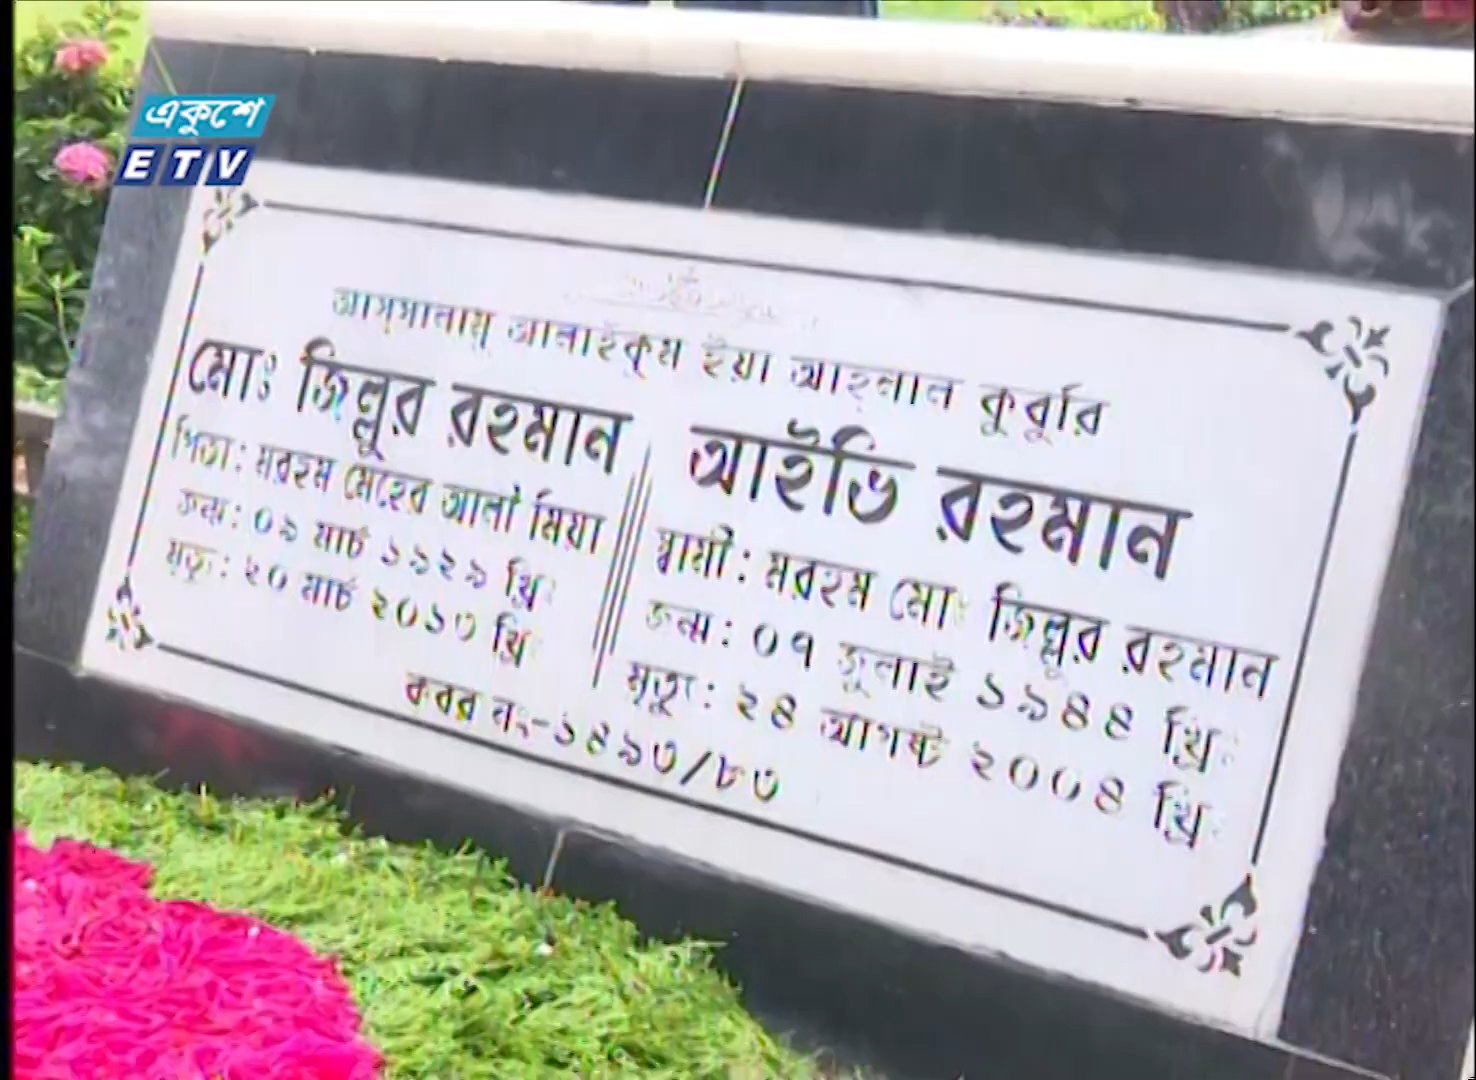 একুশে
ETV
আস্সালামু আলাইকুম ইয়া আহ্‌লাল কুবুরি
মোঃ জিল্লুর রহমান
পিতা: মরহুম মেহের আলী মিয়া
জন্ম: ০৯ মার্চ ১৯২৯ খ্রি:
মৃত্যু: ২০ মার্চ ২০১৩ খ্রি:
আইভি রহমান
স্বামী: মরহুম মো: জিল্লুর রহমান
জন্ম: ০৭ জুলাই ১৯৪৪ খ্রি:
মৃত্যু: ২৪ আগষ্ট ২০০৪ খ্রি:
কবর নং-১৪৯৩/৮৩